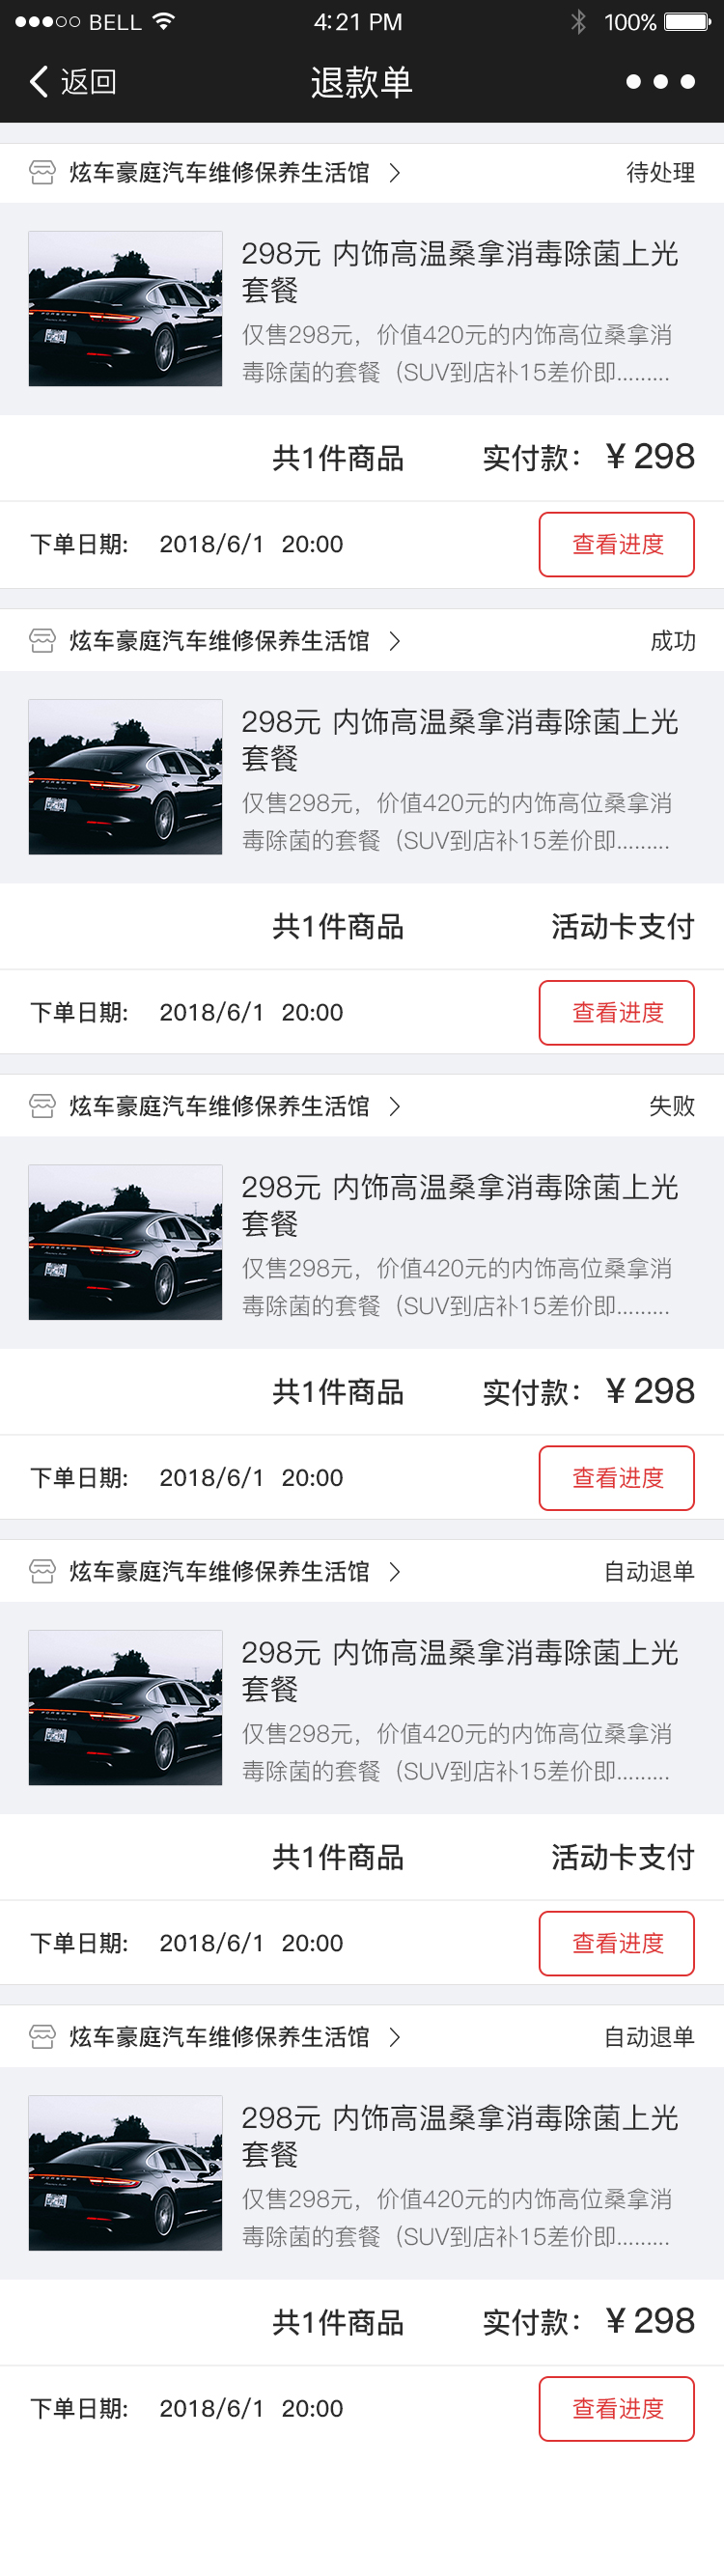 BELL
4:21 PM
100%
返回
退款单
炫车豪庭汽车维修保养生活馆
待处理
298元 内饰高温桑拿消毒除菌上光
套餐
仅售298元，价值420元的内饰高位桑拿消
毒除菌的套餐（SUV到店补15差价即.........
共1件商品
实付款：￥298
下单日期: 2018/6/1 20:00
查看进度
炫车豪庭汽车维修保养生活馆
成功
298元 内饰高温桑拿消毒除菌上光
套餐
仅售298元，价值420元的内饰高位桑拿消
毒除菌的套餐（SUV到店补15差价即.........
共1件商品
活动卡支付
下单日期: 2018/6/1 20:00
查看进度
炫车豪庭汽车维修保养生活馆
失败
298元 内饰高温桑拿消毒除菌上光
套餐
仅售298元，价值420元的内饰高位桑拿消
毒除菌的套餐（SUV到店补15差价即.........
共1件商品
实付款：￥298
下单日期: 2018/6/1 20:00
查看进度
炫车豪庭汽车维修保养生活馆
自动退单
298元 内饰高温桑拿消毒除菌上光
套餐
仅售298元，价值420元的内饰高位桑拿消
毒除菌的套餐（SUV到店补15差价即.........
共1件商品
活动卡支付
下单日期: 2018/6/1 20:00
查看进度
炫车豪庭汽车维修保养生活馆
自动退单
298元 内饰高温桑拿消毒除菌上光
套餐
仅售298元，价值420元的内饰高位桑拿消
毒除菌的套餐（SUV到店补15差价即.........
共1件商品
实付款：￥298
下单日期: 2018/6/1 20:00
查看进度